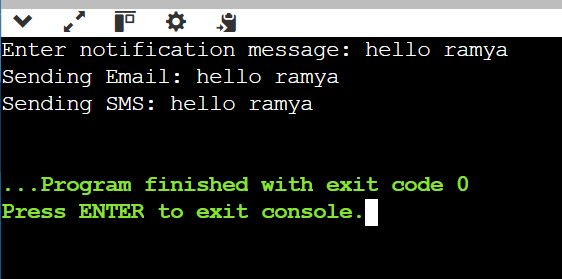 Enter notification message: hello ramya
Sending Email: hello ramya
Sending SMS: hello ramya
...Program finished with exit code 0
Press ENTER to exit console.